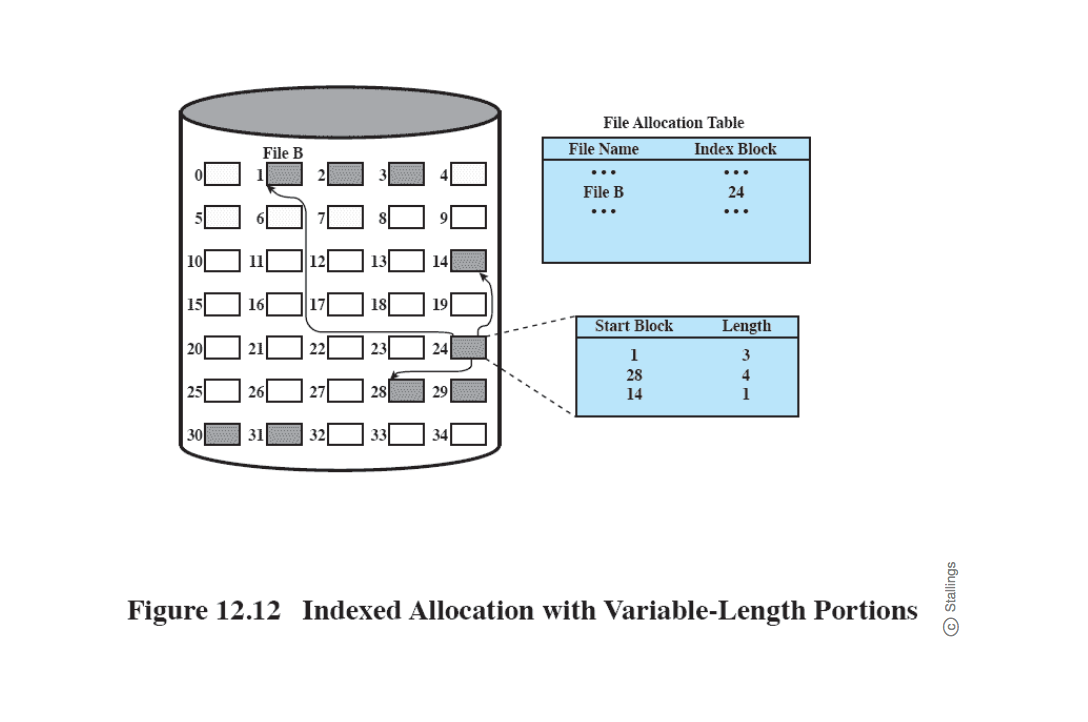 File Allocation Table
File Name Index Block
••• •••
File B 24
••• •••
File B
0 1 2 3 4
5 6 7 8 9
10 11 12 13 14
15 16 17 18 19
20 21 22 23 24
25 26 27 28 29
30 31 32 33 34
Start Block Length
1 3
28 4
14 1
Figure 12.12 Indexed Allocation with Variable-Length Portions
© Stallings